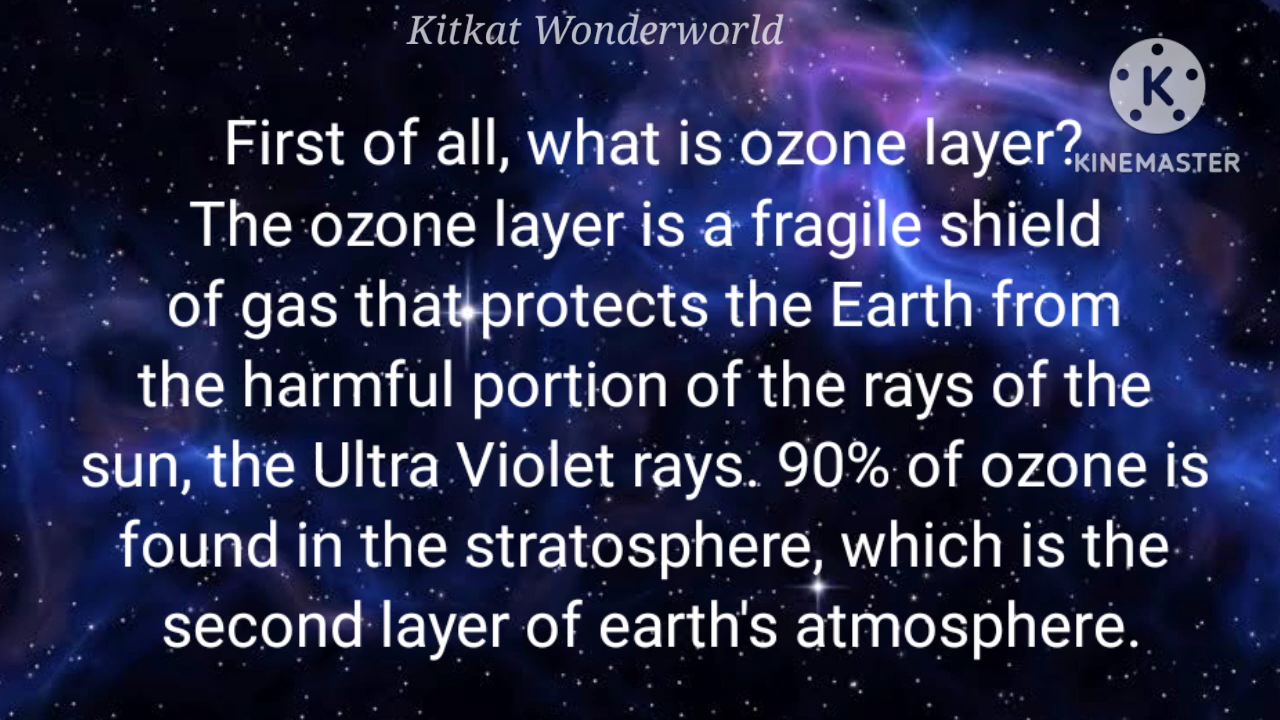 Kitkat Wonderworld
K
KINEMASTER
First of all, what is ozone layer?
The ozone layer is a fragile shield
of gas that protects the Earth from
the harmful portion of the rays of the
sun, the Ultra Violet rays. 90% of ozone is
found in the stratosphere, which is the
second layer of earth's atmosphere.